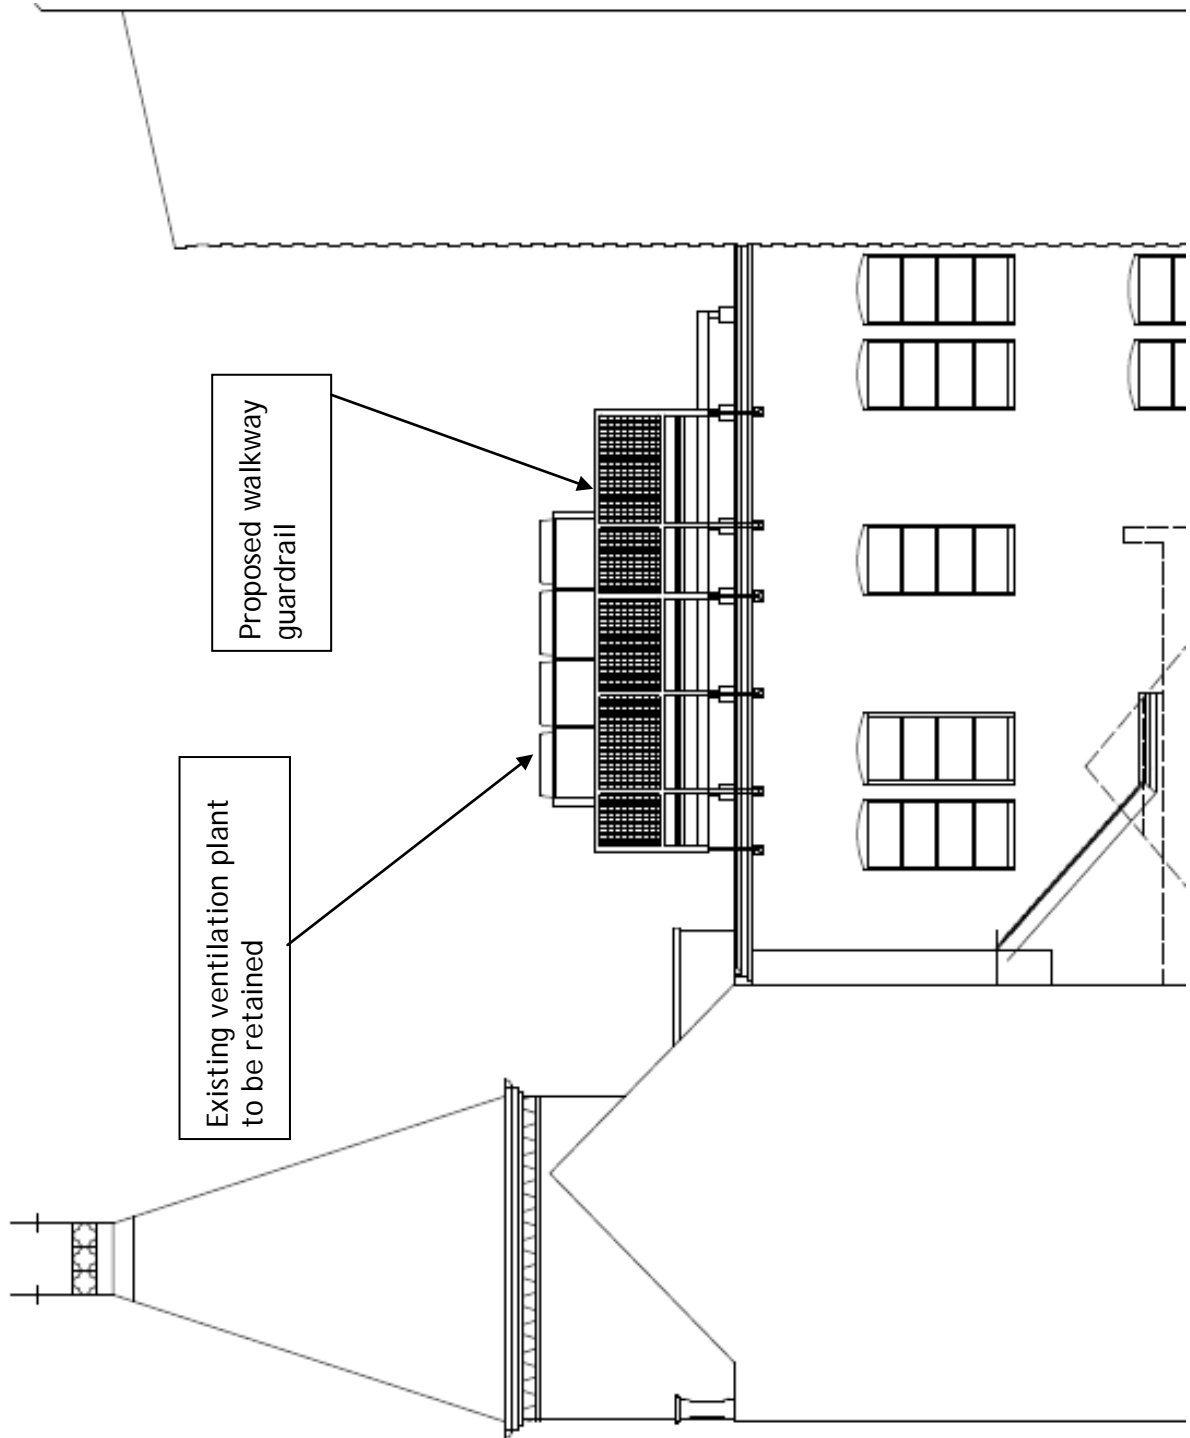 Existing ventilation plant
to be retained
Proposed walkway
guardrail